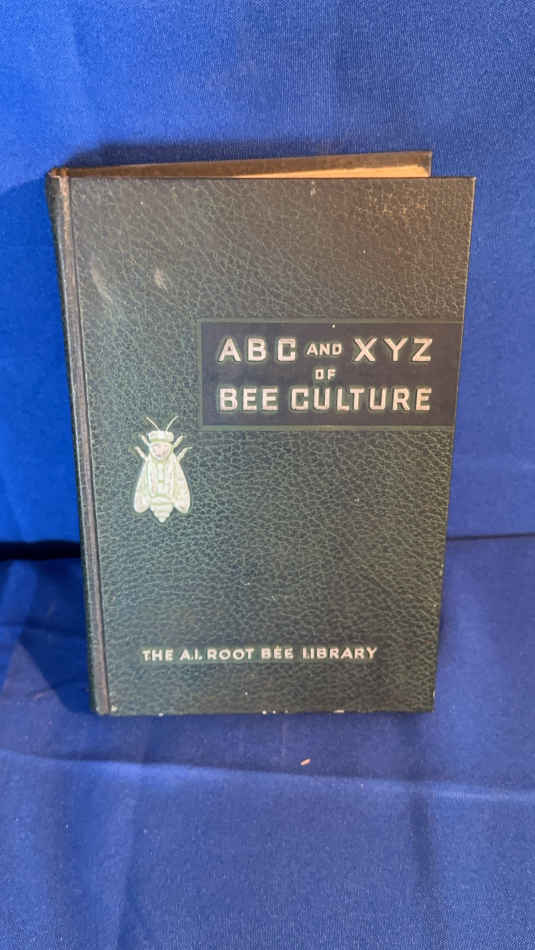 ABC AND XYZ
OF
BEE CULTURE
THE A.I. ROOT BEE LIBRARY